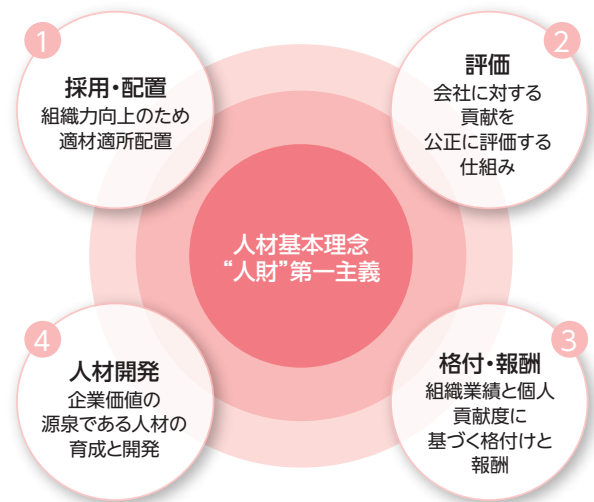 1
採用・配置
組織力向上のため
適材適所配置
2
評価
会社に対する
貢献を
公正に評価する
仕組み
人材基本理念
“人財”第一主義
3
格付・報酬
組織業績と個人
貢献度に
基づく格付けと
報酬
4
人材開発
企業価値の
源泉である人材の
育成と開発